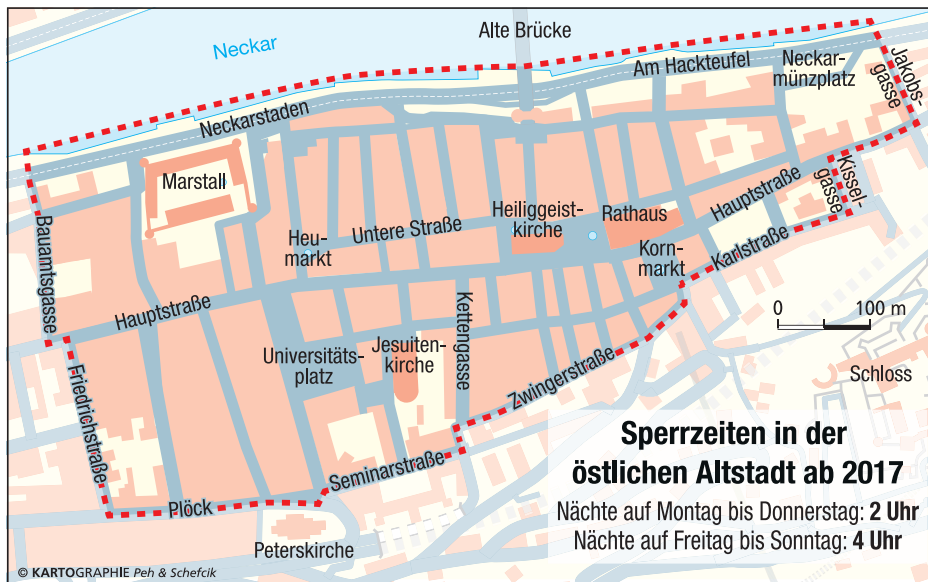 Neckar
Alte Brücke
Am Hackteufel
Neckar-
münzplatz
Jakobs-
gasse
Neckarstaden
Marstall
Kissel-
gasse
Bauamtsgasse
Heu-
markt
Untere Straße
Heiliggeist-
kirche
Rathaus
Hauptstraße
Korn-
markt
Karlstraße
Hauptstraße
Kettengasse
0 100 m
Universitäts-
platz
Jesuiten-
kirche
Friedrichstraße
Zwingerstraße
Schloss
Seminarstraße
Plöck
Peterskirche
Sperrzeiten in der
östlichen Altstadt ab 2017
Nächte auf Montag bis Donnerstag: 2 Uhr
Nächte auf Freitag bis Sonntag: 4 Uhr
© KARTOGRAPHIE Peh & Schefcik